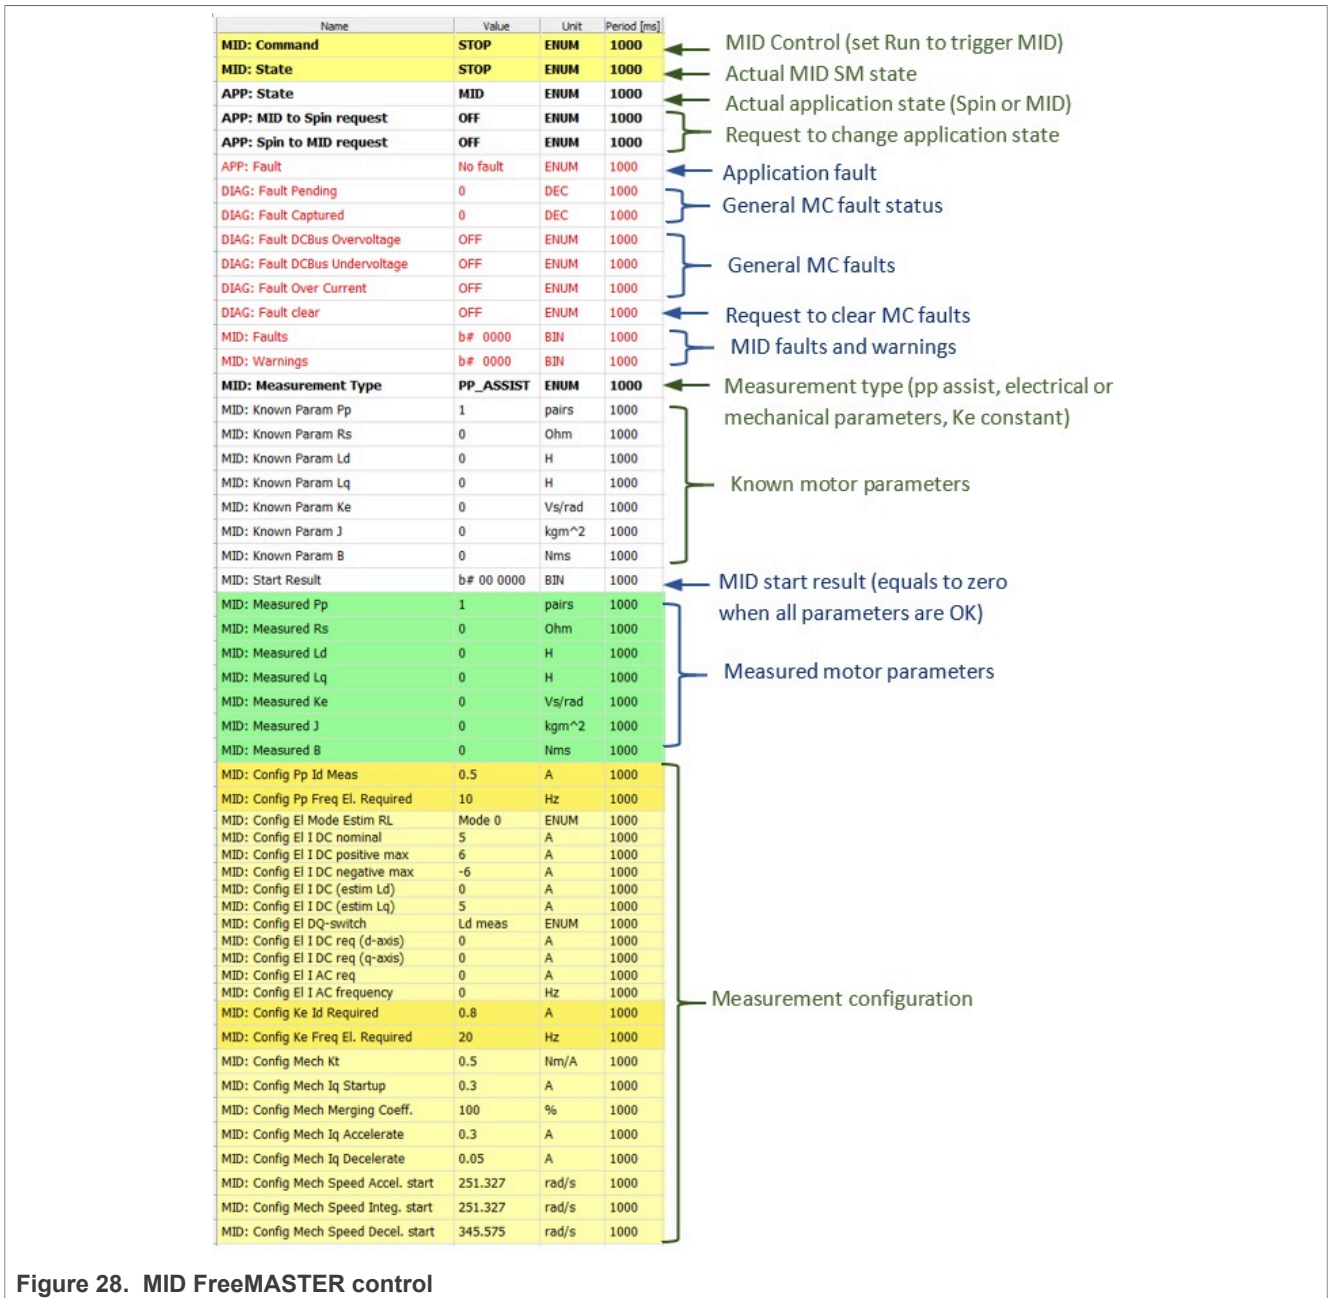 Name Value Unit Period [ms]
MID: Command STOP ENUM 1000
MID Control (set Run to trigger MID)
MID: State STOP ENUM 1000
Actual MID SM state
APP: State MID ENUM 1000
Actual application state (Spin or MID)
APP: MID to Spin request OFF ENUM 1000
Request to change application state
APP: Spin to MID request OFF ENUM 1000
APP: Fault No fault ENUM 1000
Application fault
DIAG: Fault Pending 0 DEC 1000
General MC fault status
DIAG: Fault Captured 0 DEC 1000
DIAG: Fault DCBus Overvoltage OFF ENUM 1000
DIAG: Fault DCBus Undervoltage OFF ENUM 1000
General MC faults
DIAG: Fault Over Current OFF ENUM 1000
DIAG: Fault clear OFF ENUM 1000
Request to clear MC faults
MID: Faults b# 0000 BIN 1000
MID faults and warnings
MID: Warnings b# 0000 BIN 1000
MID: Measurement Type PP_ASSIST ENUM 1000
Measurement type (pp assist, electrical or
mechanical parameters, Ke constant)
MID: Known Param Pp 1 pairs 1000
MID: Known Param Rs 0 Ohm 1000
MID: Known Param Ld 0 H 1000
MID: Known Param Lq 0 H 1000
Known motor parameters
MID: Known Param Ke 0 Vs/rad 1000
MID: Known Param J 0 kgm^2 1000
MID: Known Param B 0 Nms 1000
MID: Start Result b# 00 0000 BIN 1000
MID start result (equals to zero
when all parameters are OK)
MID: Measured Pp 1 pairs 1000
MID: Measured Rs 0 Ohm 1000
MID: Measured Ld 0 H 1000
MID: Measured Lq 0 H 1000
Measured motor parameters
MID: Measured Ke 0 Vs/rad 1000
MID: Measured J 0 kgm^2 1000
MID: Measured B 0 Nms 1000
MID: Config Pp Id Meas 0.5 A 1000
MID: Config Pp Freq El. Required 10 Hz 1000
MID: Config El Mode Estim RL Mode 0 ENUM 1000
MID: Config El I DC nominal 5 A 1000
MID: Config El I DC positive max 6 A 1000
MID: Config El I DC negative max -6 A 1000
MID: Config El I DC (estim Ld) 0 A 1000
MID: Config El I DC (estim Lq) 5 A 1000
MID: Config El DQ-switch Ld meas ENUM 1000
MID: Config El I DC req (d-axis) 0 A 1000
MID: Config El I DC req (q-axis) 0 A 1000
MID: Config El I AC req 0 A 1000
MID: Config El I AC frequency 0 Hz 1000
Measurement configuration
MID: Config Ke Id Required 0.8 A 1000
MID: Config Ke Freq El. Required 20 Hz 1000
MID: Config Mech Kt 0.5 Nm/A 1000
MID: Config Mech Iq Startup 0.3 A 1000
MID: Config Mech Merging Coeff. 100 % 1000
MID: Config Mech Iq Accelerate 0.3 A 1000
MID: Config Mech Iq Decelerate 0.05 A 1000
MID: Config Mech Speed Accel. start 251.327 rad/s 1000
MID: Config Mech Speed Integ. start 251.327 rad/s 1000
MID: Config Mech Speed Decel. start 345.575 rad/s 1000
Figure 28. MID FreeMASTER control